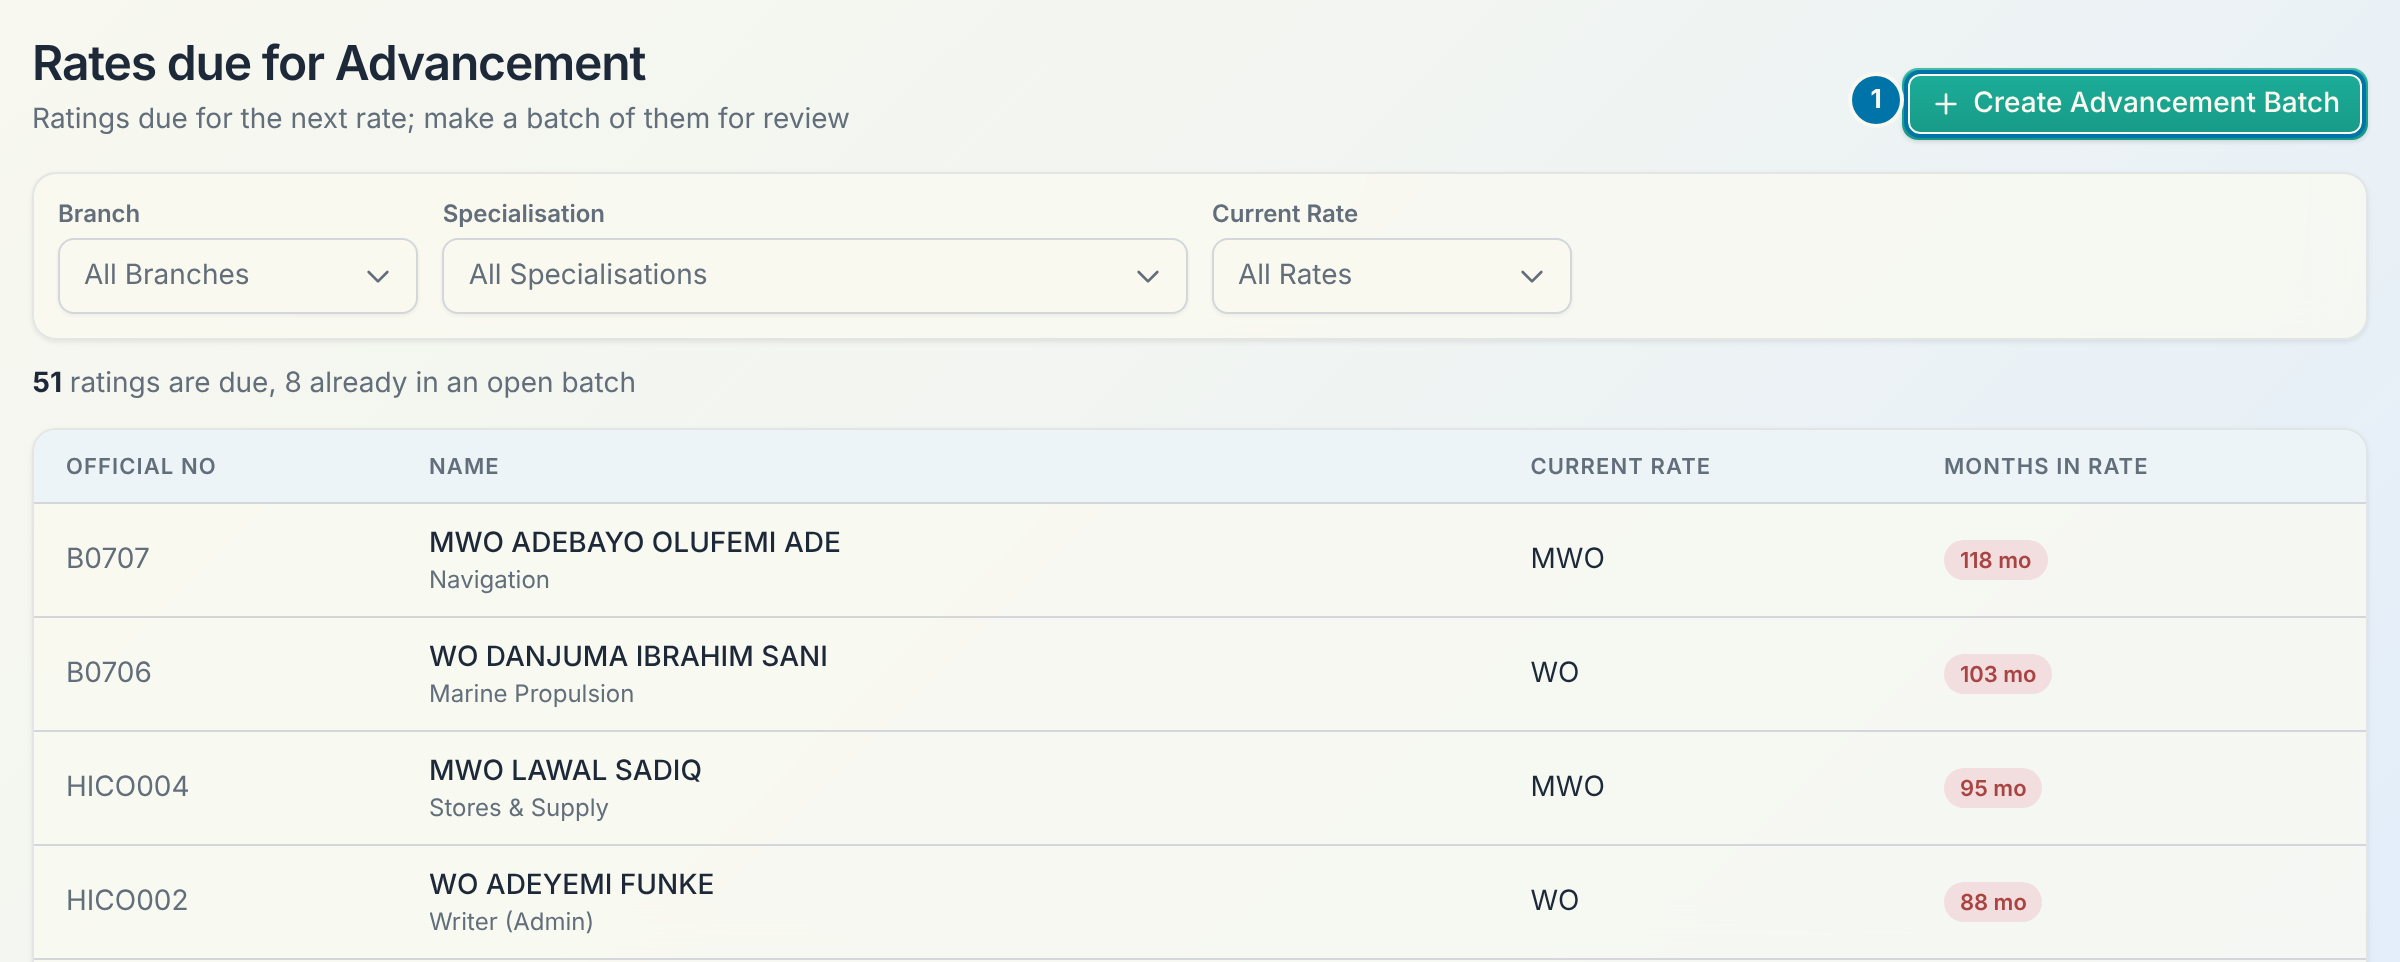 Rates due for Advancement
Ratings due for the next rate; make a batch of them for review
1
+ Create Advancement Batch
Branch
Specialisation
Current Rate
All Branches
All Specialisations
All Rates
51 ratings are due, 8 already in an open batch
OFFICIAL NO
NAME
CURRENT RATE
MONTHS IN RATE
B0707
MWO ADEBAYO OLUFEMI ADE
Navigation
MWO
118 mo
B0706
WO DANJUMA IBRAHIM SANI
Marine Propulsion
WO
103 mo
HICO004
MWO LAWAL SADIQ
Stores & Supply
MWO
95 mo
HICO002
WO ADEYEMI FUNKE
Writer (Admin)
WO
88 mo